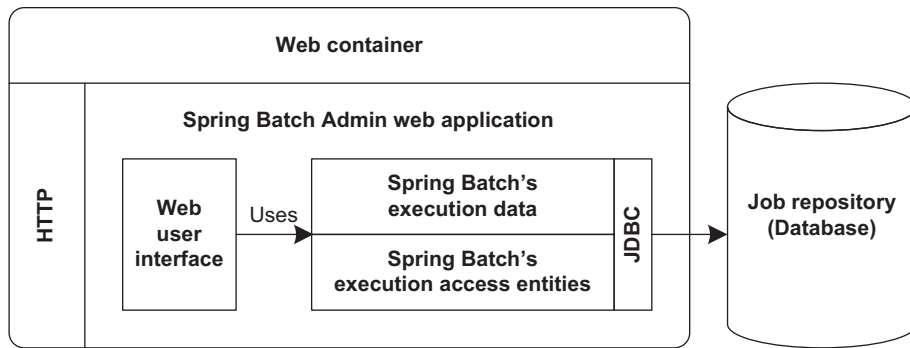 Web container
HTTP
Spring Batch Admin web application
Web
user
interface
Uses
Spring Batch’s
execution data
Spring Batch’s
execution access entities
JDBC
Job repository
(Database)